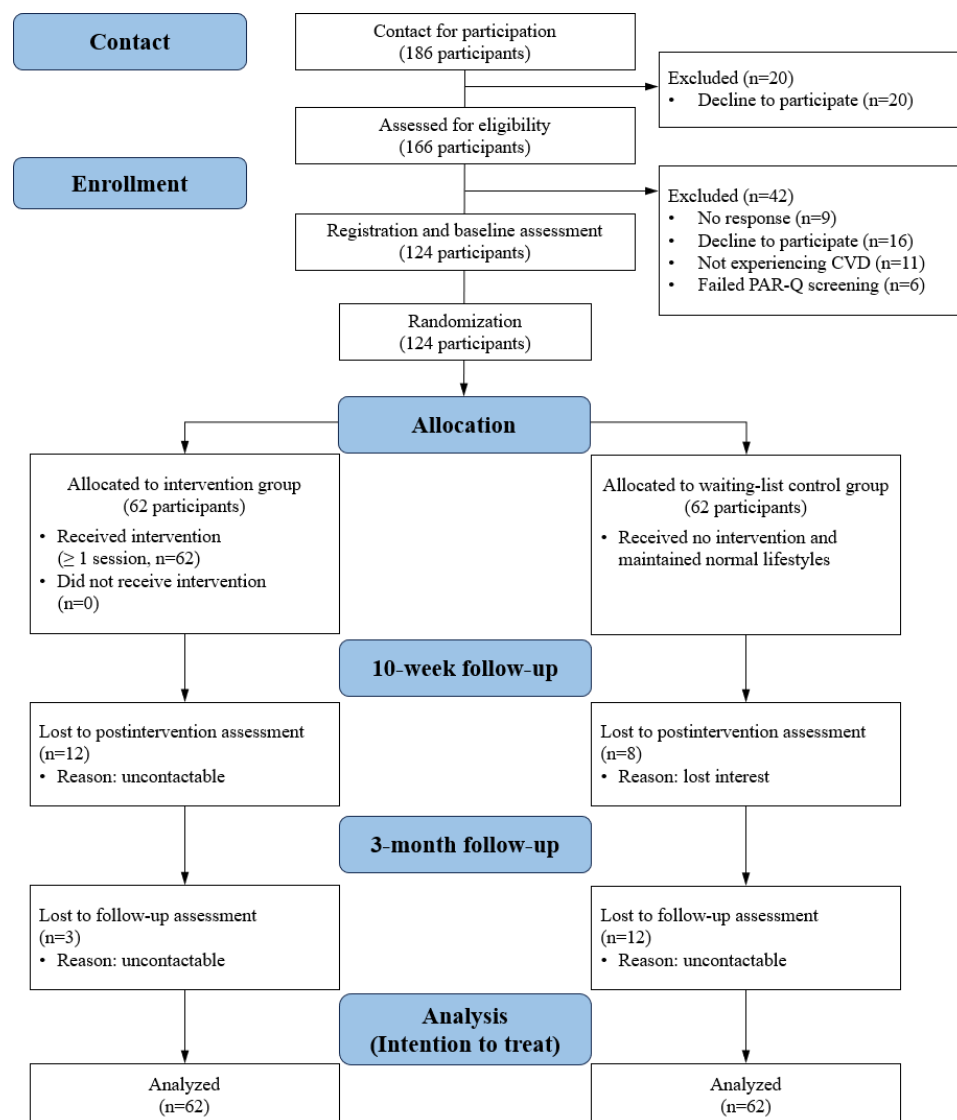 Contact
Contact for participation
(186 participants)
Excluded (n=20)
• Decline to participate (n=20)
Assessed for eligibility
(166 participants)
Enrollment
Excluded (n=42)
• No response (n=9)
• Decline to participate (n=16)
• Not experiencing CVD (n=11)
• Failed PAR-Q screening (n=6)
Registration and baseline assessment
(124 participants)
Randomization
(124 participants)
Allocation
Allocated to intervention group
(62 participants)
• Received intervention
(≥ 1 session, n=62)
• Did not receive intervention
(n=0)
Allocated to waiting-list control group
(62 participants)
• Received no intervention and
maintained normal lifestyles
10-week follow-up
Lost to postintervention assessment
(n=12)
• Reason: uncontactable
Lost to postintervention assessment
(n=8)
• Reason: lost interest
3-month follow-up
Lost to follow-up assessment
(n=3)
• Reason: uncontactable
Lost to follow-up assessment
(n=12)
• Reason: uncontactable
Analysis
(Intention to treat)
Analyzed
(n=62)
Analyzed
(n=62)